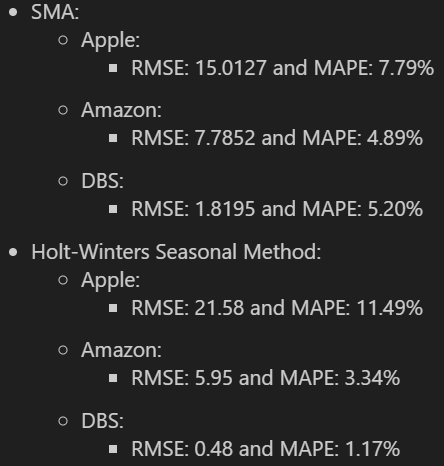 SMA:
Apple:
RMSE: 15.0127 and MAPE: 7.79%
Amazon:
RMSE: 7.7852 and MAPE: 4.89%
DBS:
RMSE: 1.8195 and MAPE: 5.20%
Holt-Winters Seasonal Method:
Apple:
RMSE: 21.58 and MAPE: 11.49%
Amazon:
RMSE: 5.95 and MAPE: 3.34%
DBS:
RMSE: 0.48 and MAPE: 1.17%